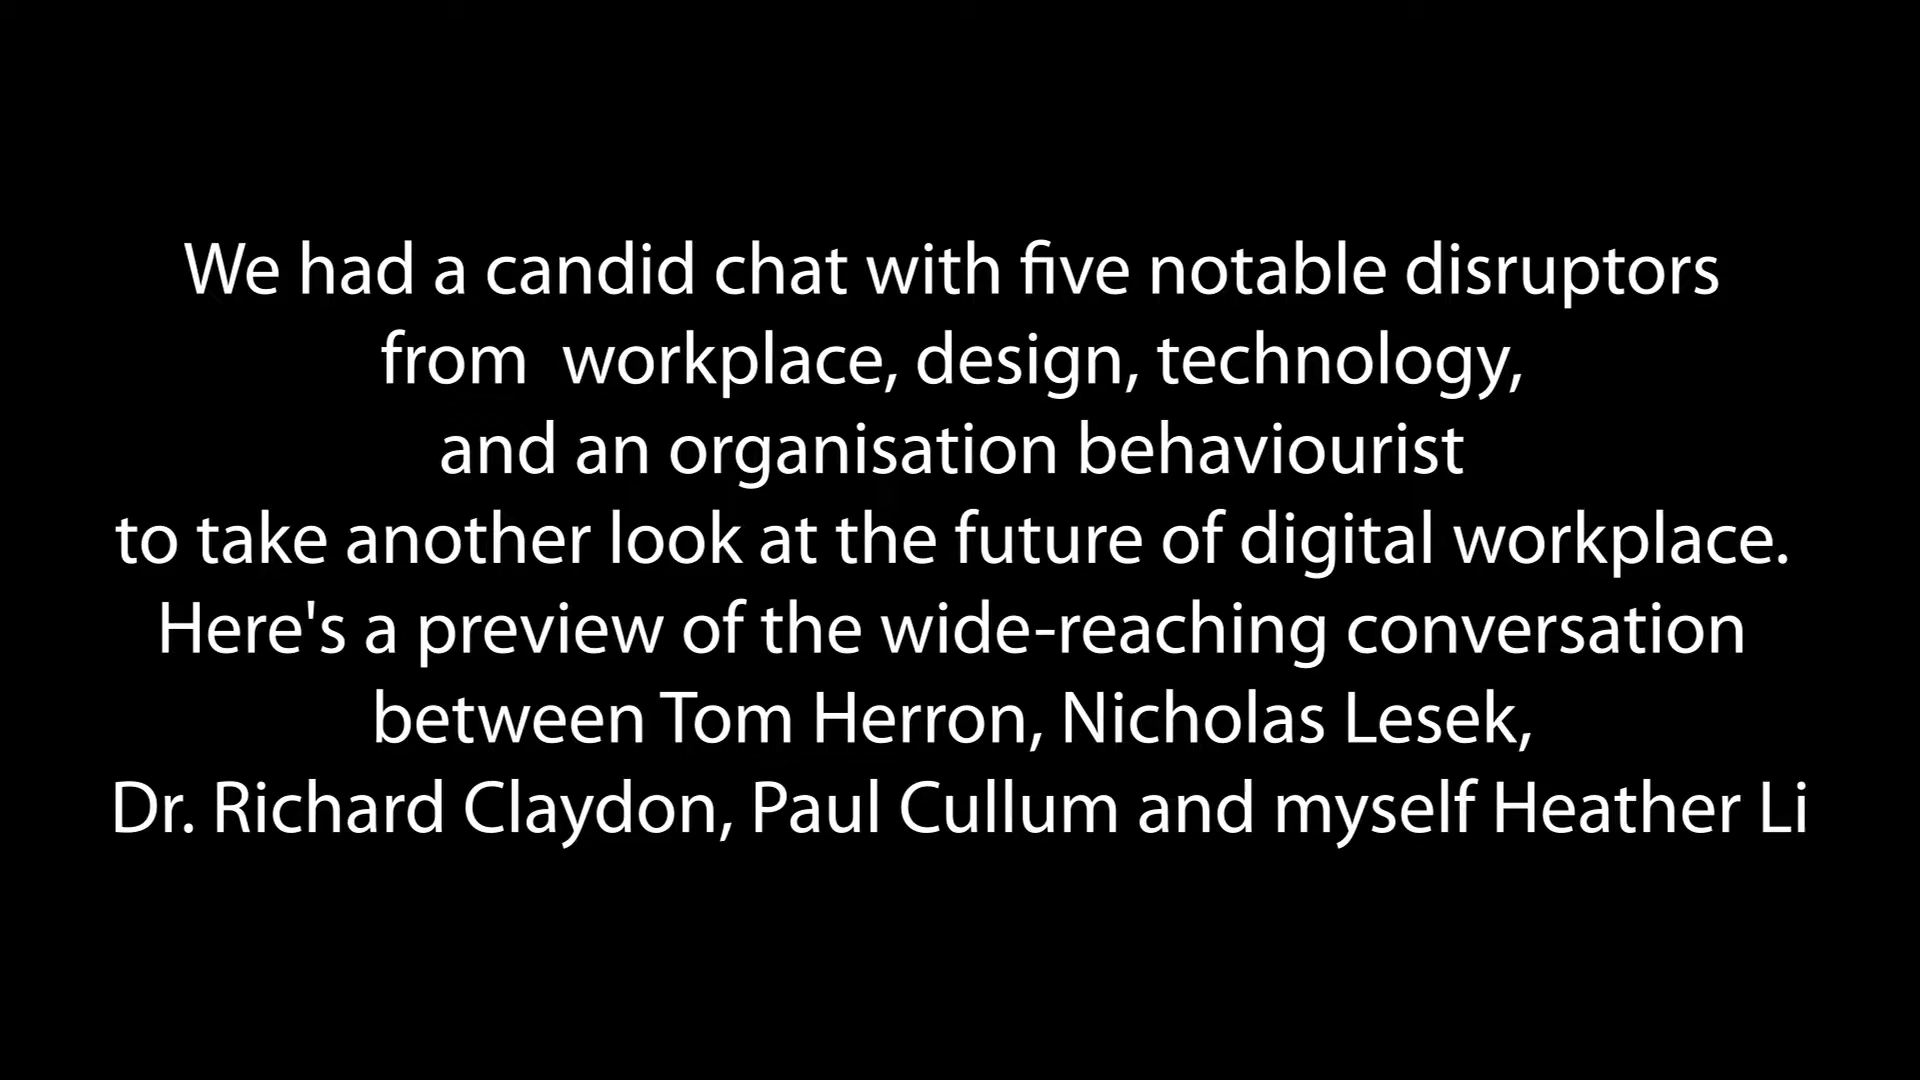 We had a candid chat with five notable disruptors
from  workplace, design, technology,
and an organisation behaviourist
to take another look at the future of digital workplace.
Here's a preview of the wide-reaching conversation
between Tom Herron, Nicholas Lesek,
Dr. Richard Claydon, Paul Cullum and myself Heather Li